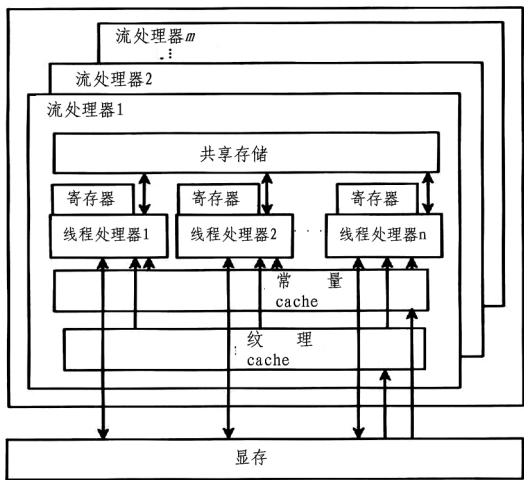 流处理器m
⋮
流处理器2
流处理器1
共享存储
寄存器 寄存器 寄存器
线程处理器1 线程处理器2 ···· 线程处理器n
常 量
cache
纹 理
cache
显存